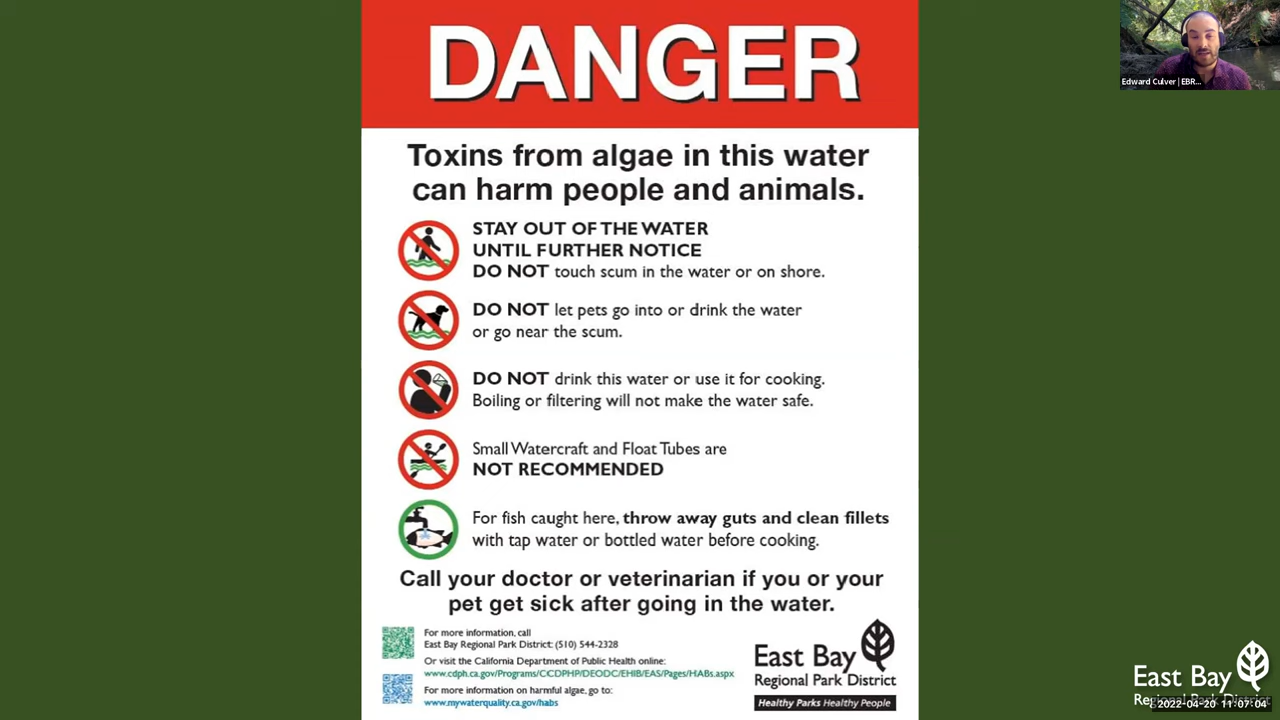 DANGER
Toxins from algae in this water
can harm people and animals.
STAY OUT OF THE WATER
UNTIL FURTHER NOTICE
DO NOT touch scum in the water or on shore.
DO NOT let pets go into or drink the water
or go near the scum.
DO NOT drink this water or use it for cooking.
Boiling or filtering will not make the water safe.
Small Watercraft and Float Tubes are
NOT RECOMMENDED
For fish caught here, throw away guts and clean fillets
with tap water or bottled water before cooking.
Call your doctor or veterinarian if you or your
pet get sick after going in the water.
For more information, call
East Bay Regional Park District: (510) 544-2328
Or visit the California Department of Public Health online:
www.cdph.ca.gov/Programs/CCDPHP/DEODC/EHIB/EAS/Pages/HABs.aspx
For more information on harmful algae, go to:
www.mywaterquality.ca.gov/habs
East Bay
Regional Park District
Healthy Parks Healthy People
Edward Culver | EBR...
East Bay
Regional Park District
2022-04-20 11:07:04